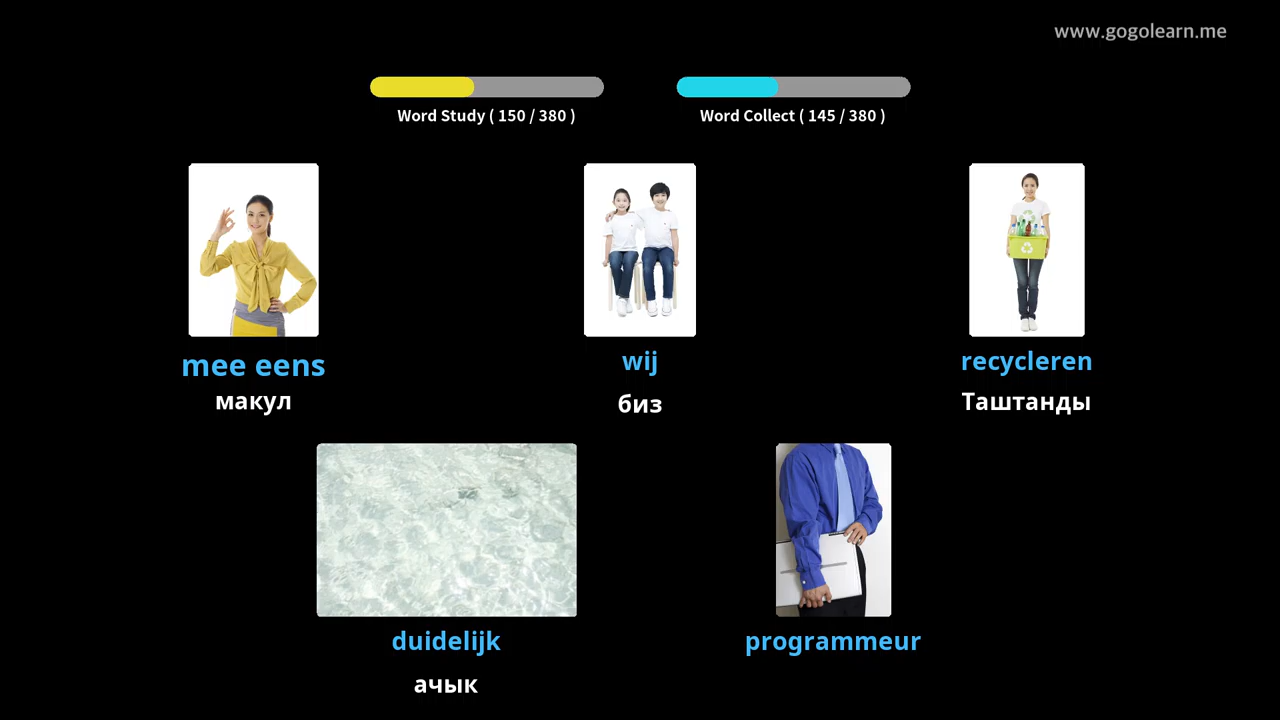 www.gogolearn.me
Word Study ( 150 / 380 )
Word Collect ( 145 / 380 )
mee eens
макул
wij
биз
recycleren
Таштанды
duidelijk
ачык
programmeur